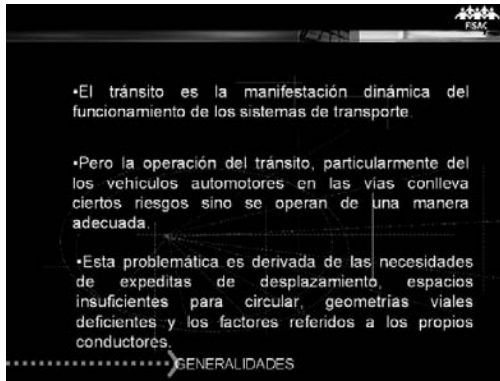 FISAC
•El tránsito es la manifestación dinámica del
funcionamiento de los sistemas de transporte.
•Pero la operación del tránsito, particularmente del
los vehículos automotores en las vías conlleva
ciertos riesgos sino se operan de una manera
adecuada.
•Esta problemática es derivada de las necesidades
de expeditas de desplazamiento, espacios
insuficientes para circular, geometrías viales
deficientes y los factores referidos a los propios
conductores.
GENERALIDADES